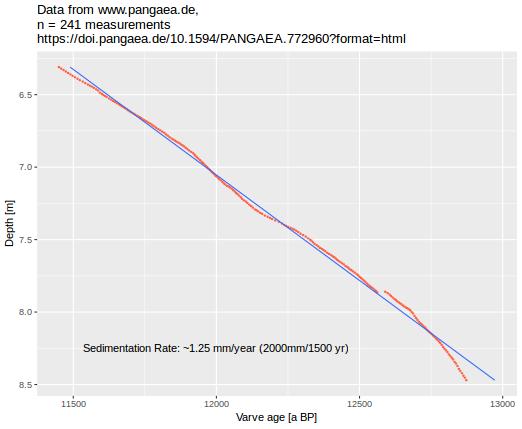 Data from www.pangaea.de,
n = 241 measurements
https://doi.pangaea.de/10.1594/PANGAEA.772960?format=html
6.5
7.0
7.5
8.0
8.5
Depth [m]
Sedimentation Rate: ~1.25 mm/year (2000mm/1500 yr)
11500 12000 12500 13000
Varve age [a BP]